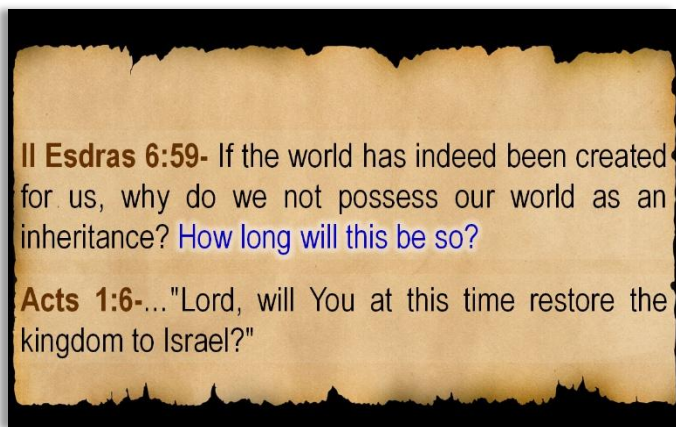 II Esdras 6:59- If the world has indeed been created
for us, why do we not possess our world as an
inheritance? How long will this be so?
Acts 1:6-..."Lord, will You at this time restore the
kingdom to Israel?"